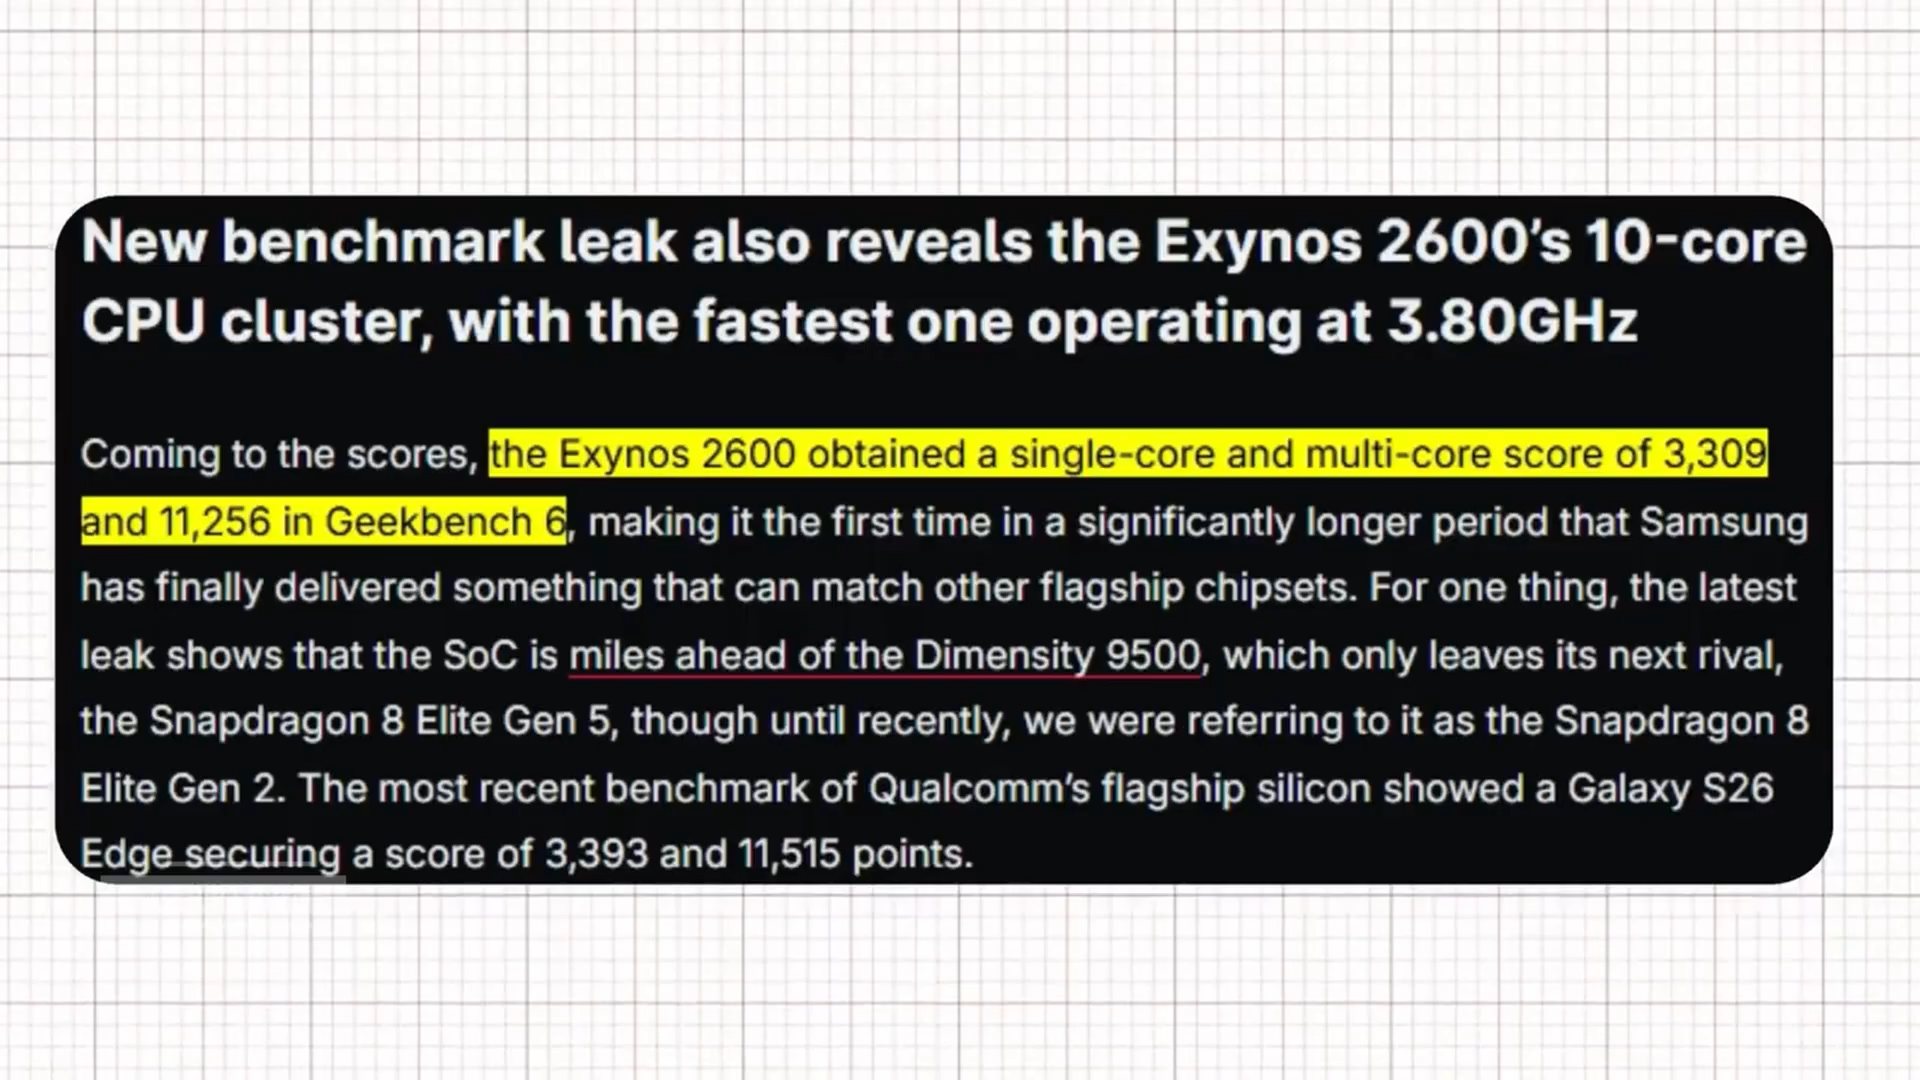 New benchmark leak also reveals the Exynos 2600’s 10-core
CPU cluster, with the fastest one operating at 3.80GHz
Coming to the scores, the Exynos 2600 obtained a single-core and multi-core score of 3,309
and 11,256 in Geekbench 6, making it the first time in a significantly longer period that Samsung
has finally delivered something that can match other flagship chipsets. For one thing, the latest
leak shows that the SoC is miles ahead of the Dimensity 9500, which only leaves its next rival,
the Snapdragon 8 Elite Gen 5, though until recently, we were referring to it as the Snapdragon 8
Elite Gen 2. The most recent benchmark of Qualcomm’s flagship silicon showed a Galaxy S26
Edge securing a score of 3,393 and 11,515 points.